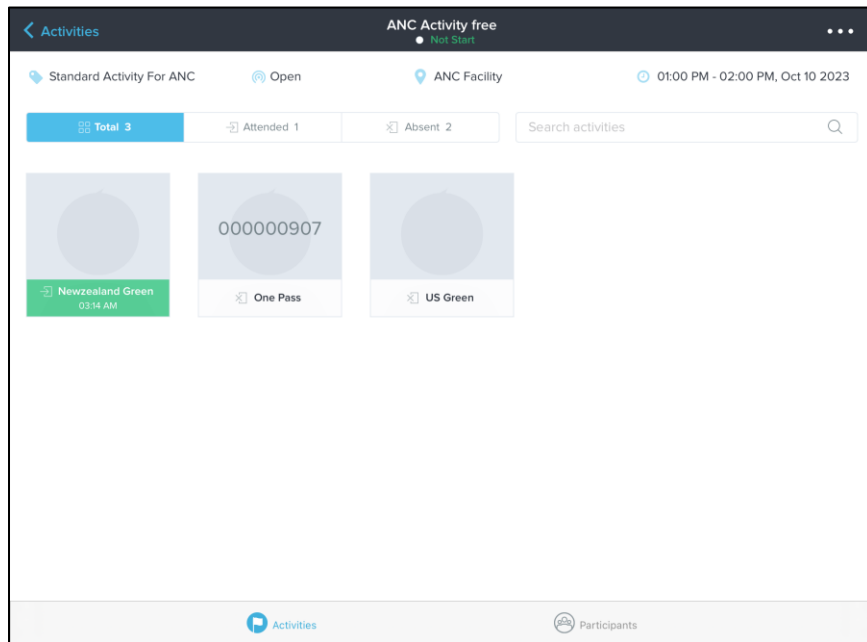 Activities
ANC Activity free
Not Start
Standard Activity For ANC
Open
ANC Facility
01:00 PM - 02:00 PM, Oct 10 2023
Total 3
Attended 1
Absent 2
Search activities
000000907
Newzealand Green
03:14 AM
One Pass
US Green
Activities
Participants